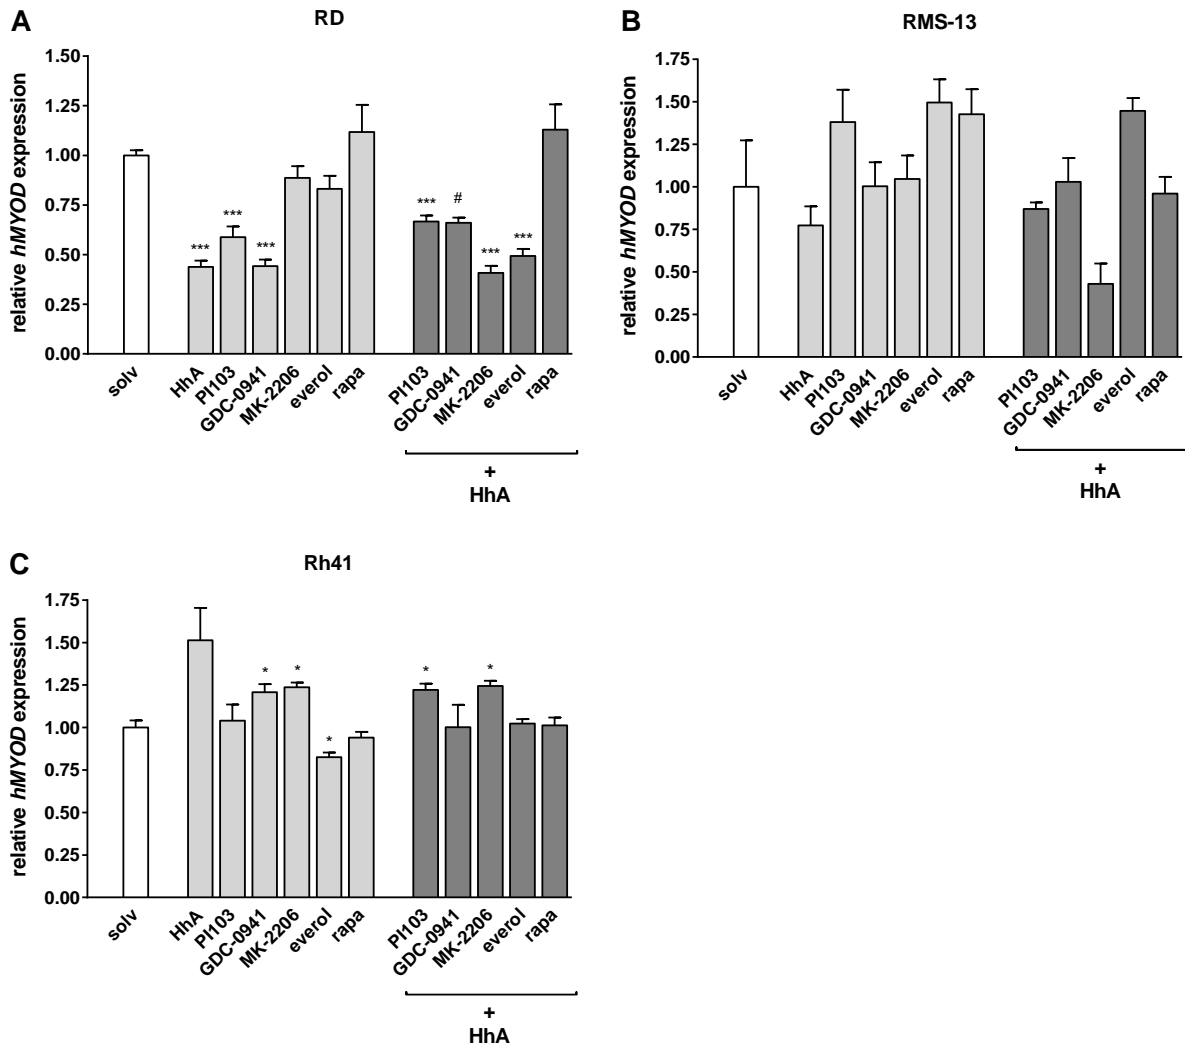 A
RD
relative hMYOD expression
1.50
1.25
1.00
0.75
0.50
0.25
0.00
***
***
***
***
#
***
***
solv
HhA
PI103
GDC-0941
MK-2206
everol
rapa
PI103
GDC-0941
MK-2206
everol
rapa
+
HhA
B
RMS-13
relative hMYOD expression
1.75
1.50
1.25
1.00
0.75
0.50
0.25
0.00
solv
HhA
PI103
GDC-0941
MK-2206
everol
rapa
PI103
GDC-0941
MK-2206
everol
rapa
+
HhA
C
Rh41
relative hMYOD expression
1.75
1.50
1.25
1.00
0.75
0.50
0.25
0.00
*
*
*
*
*
solv
HhA
PI103
GDC-0941
MK-2206
everol
rapa
PI103
GDC-0941
MK-2206
everol
rapa
+
HhA